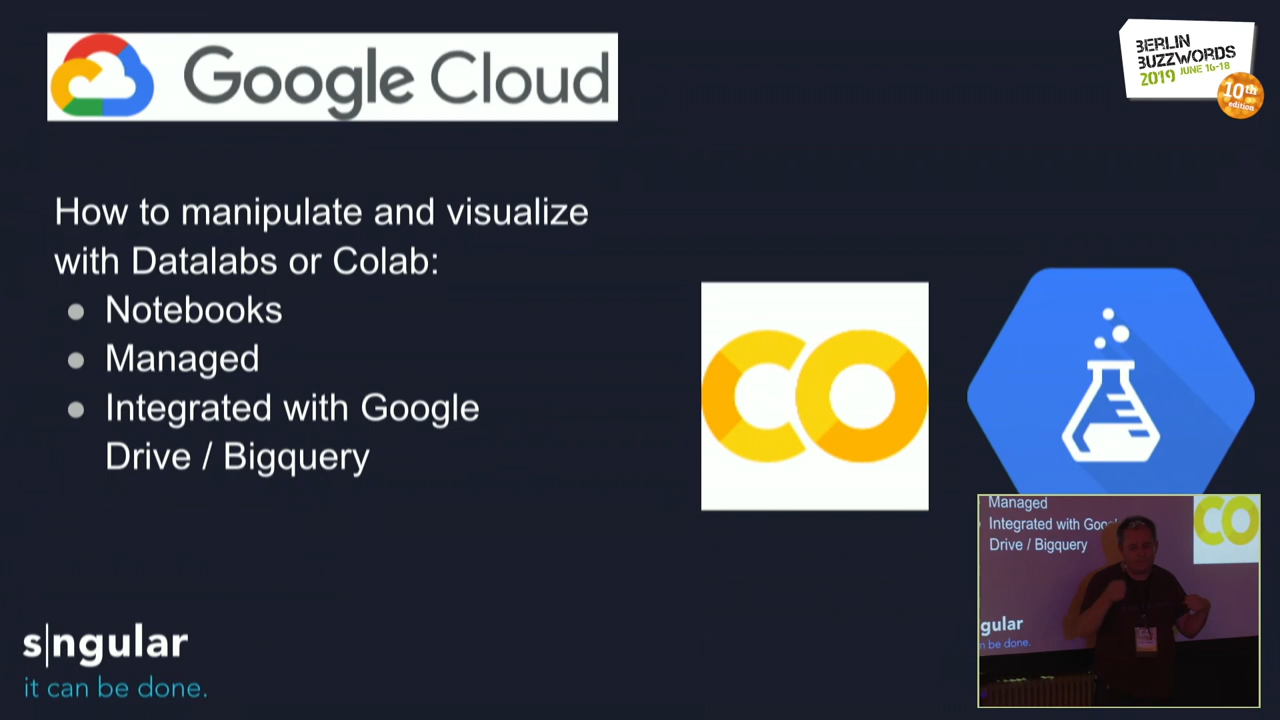 Google Cloud
BERLIN
BUZZWORDS
2019 JUNE 16-18
10th
edition
How to manipulate and visualize
with Datalabs or Colab:
● Notebooks
● Managed
● Integrated with Google
Drive / Bigquery
CO
Managed
Integrated with Goo
Drive / Bigquery
CO
gular
n be done.
s|ngular
it can be done.